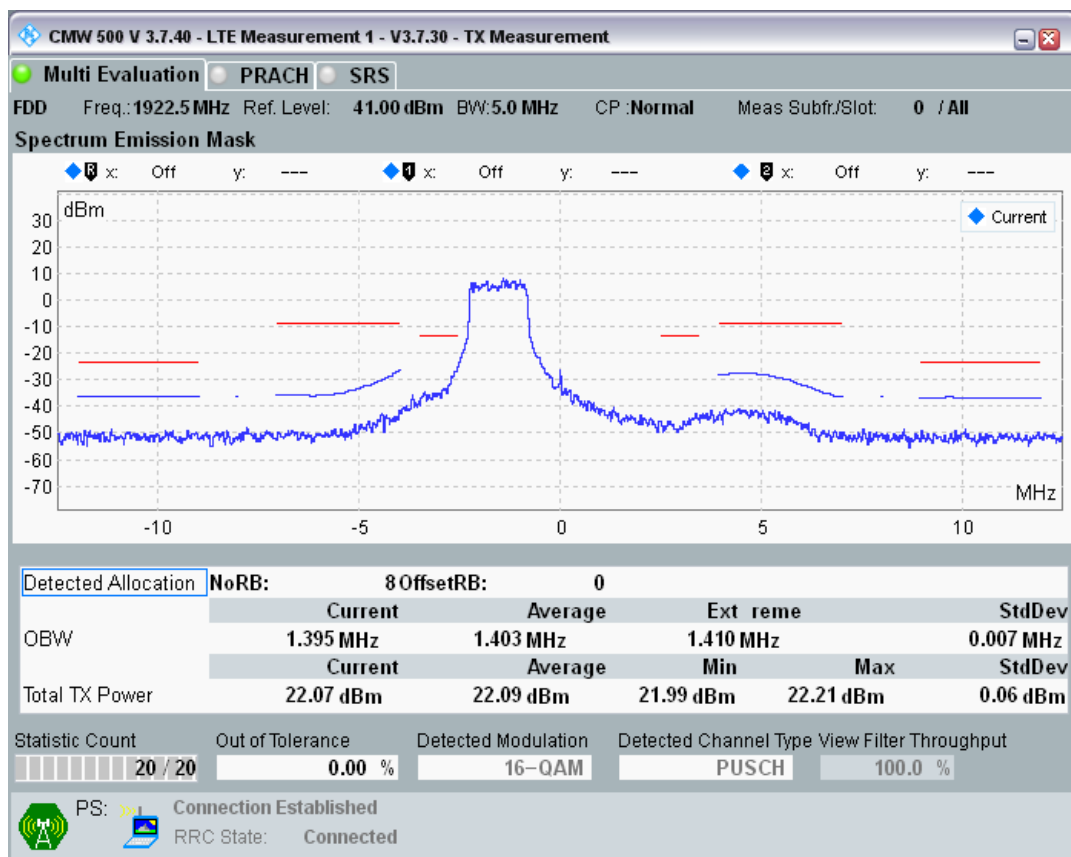 CMW 500 V 3.7.40 - LTE Measurement 1 - V3.7.30 - TX Measurement
Multi Evaluation PRACH SRS
FDD Freq.: 1922.5 MHz Ref. Level: 41.00 dBm BW: 5.0 MHz CP : Normal Meas Subfr./Slot: 0 / All
Spectrum Emission Mask
R x: Off y: --- 1 x: Off y: --- 2 x: Off y: ---
dBm
Current
30
20
10
0
-10
-20
-30
-40
-50
-60
-70
MHz
-10 -5 0 5 10
Detected Allocation NoRB: 8 OffsetRB: 0
Current Average Ext reme StdDev
OBW 1.395 MHz 1.403 MHz 1.410 MHz 0.007 MHz
Current Average Min Max StdDev
Total TX Power 22.07 dBm 22.09 dBm 21.99 dBm 22.21 dBm 0.06 dBm
Statistic Count Out of Tolerance Detected Modulation Detected Channel Type View Filter Throughput
20 / 20 0.00 % 16-QAM PUSCH 100.0 %
PS: Connection Established
RRC State: Connected